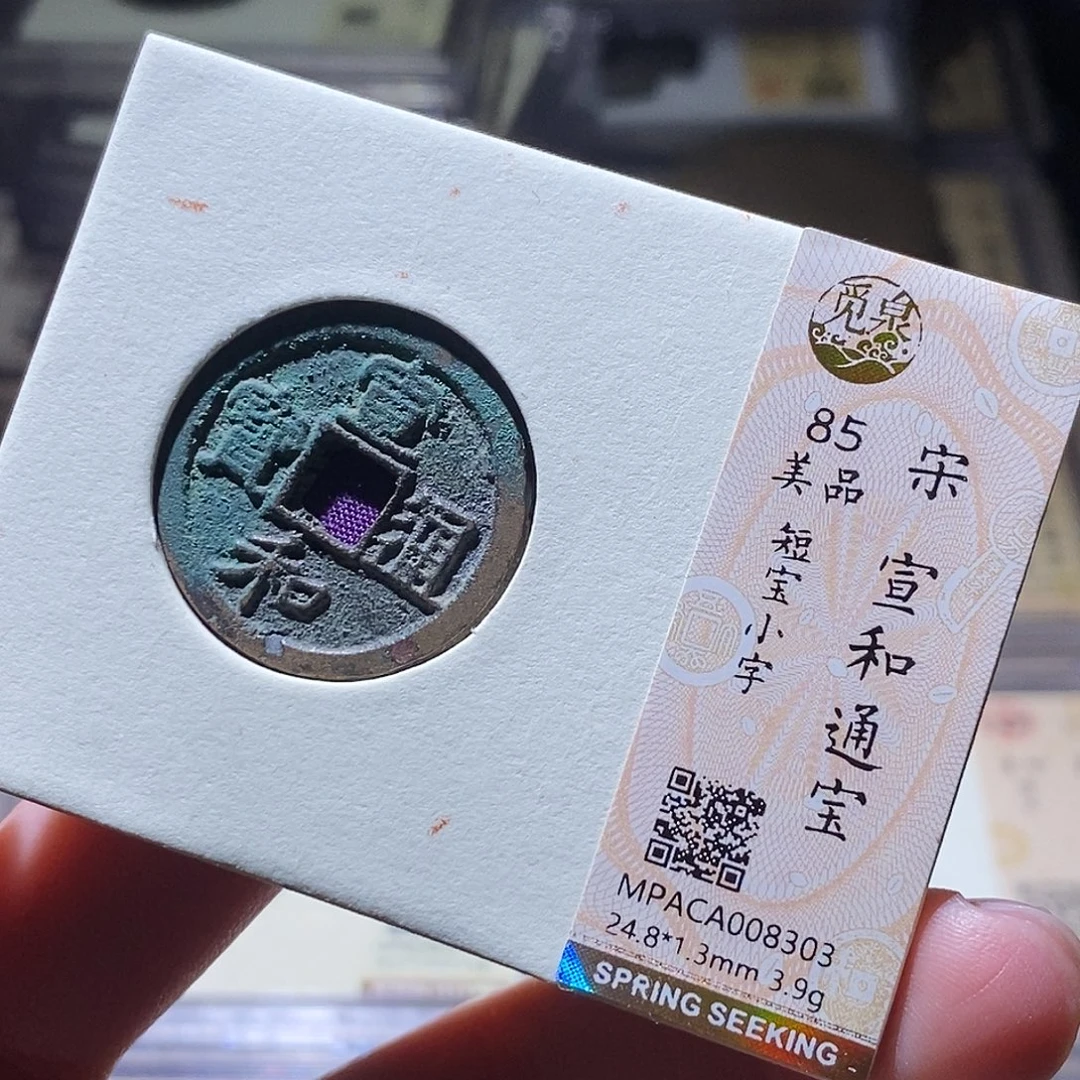 宣和通寶
觅泉
85
美品
短宝小字
宋 宣和通宝
MPACA008303
24.8*1.3mm 3.9g
SPRING SEEKING